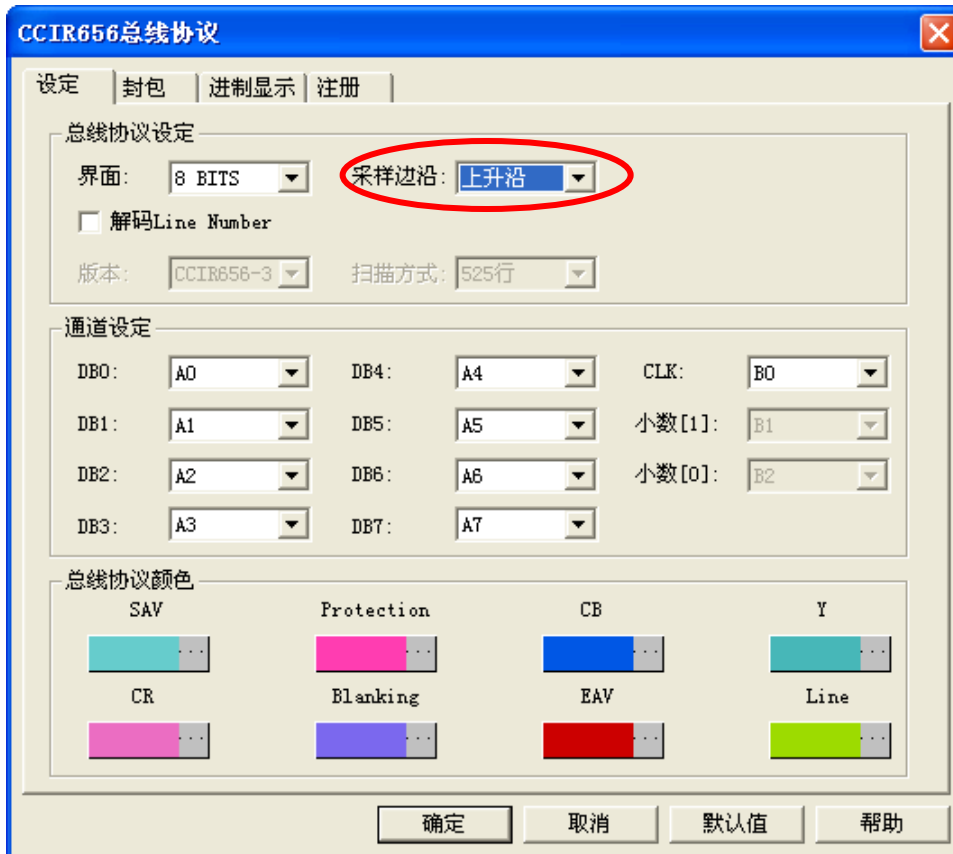 CCIR656总线协议
设定 封包 进制显示 注册
总线协议设定
界面: 8 BITS 采样边沿: 上升沿
解码Line Number
版本: CCIR656-3 扫描方式: 525行
通道设定
DB0: A0 DB4: A4 CLK: B0
DB1: A1 DB5: A5 小数[1]: B1
DB2: A2 DB6: A6 小数[0]: B2
DB3: A3 DB7: A7
总线协议颜色
SAV Protection CB Y
... ... ... ...
CR Blanking EAV Line
... ... ... ...
确定 取消 默认值 帮助